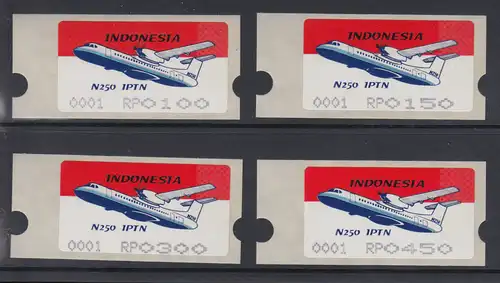 INDONESIA
N250 IPTN
0001 RP0100
INDONESIA
N250 IPTN
0001 RP0150
INDONESIA
N250 IPTN
0001 RP0300
INDONESIA
N250 IPTN
0001 RP0450